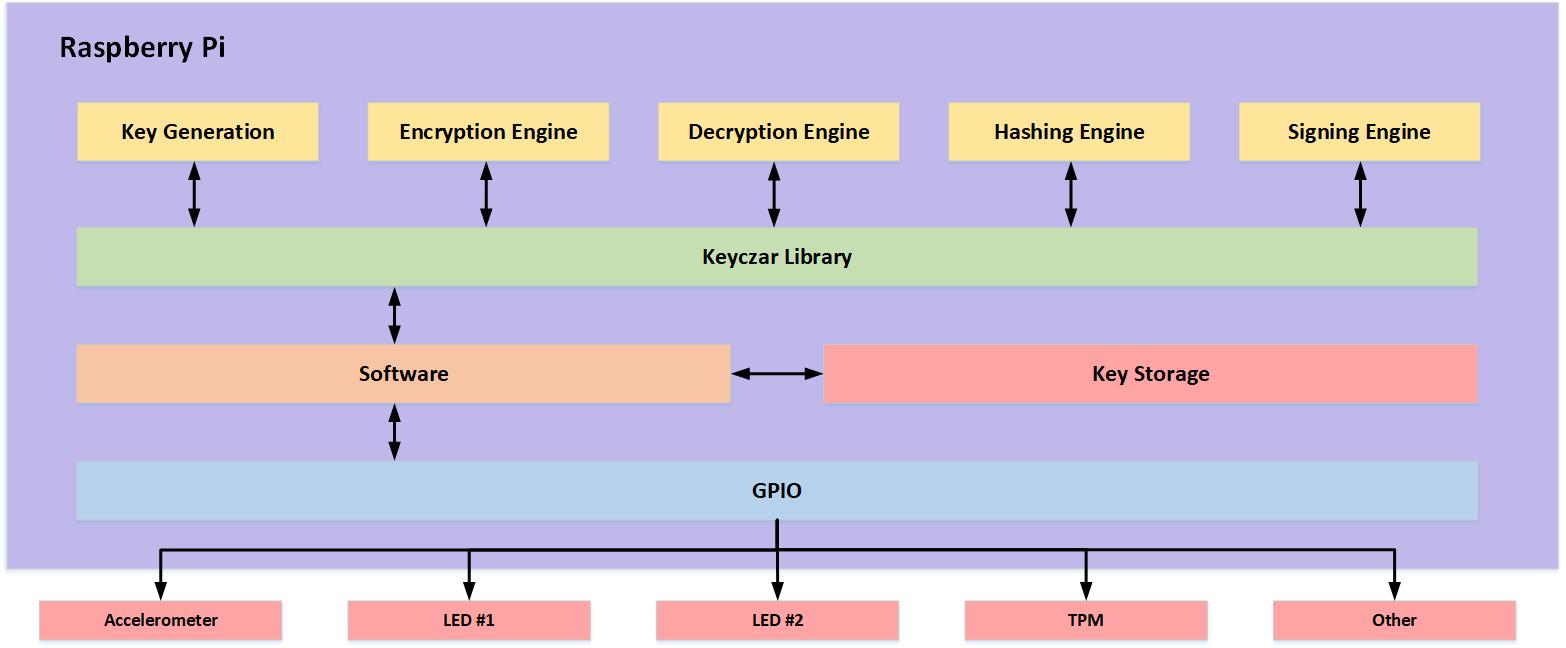 Raspberry Pi
Key Generation
Encryption Engine
Decryption Engine
Hashing Engine
Signing Engine
Keyczar Library
Software
Key Storage
GPIO
Accelerometer
LED #1
LED #2
TPM
Other